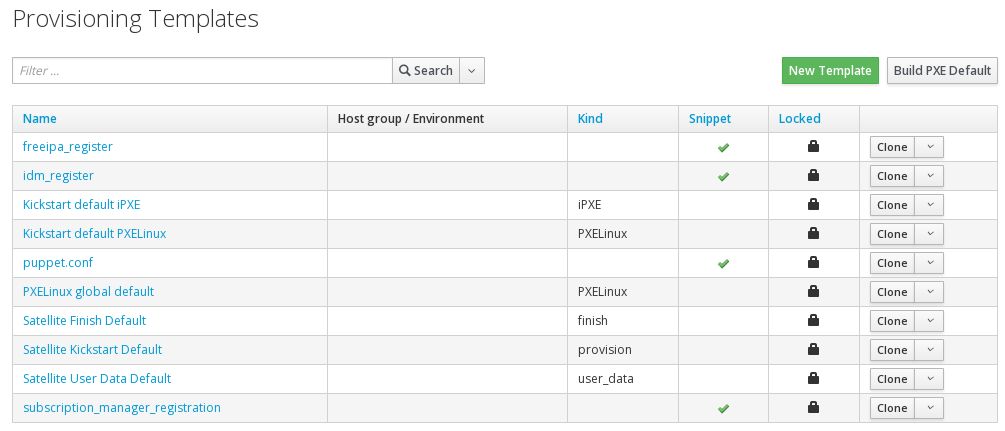 Provisioning Templates
Filter ... Search New Template Build PXE Default
Name Host group / Environment Kind Snippet Locked
freeipa_register Clone
idm_register Clone
Kickstart default iPXE iPXE Clone
Kickstart default PXELinux PXELinux Clone
puppet.conf Clone
PXELinux global default PXELinux Clone
Satellite Finish Default finish Clone
Satellite Kickstart Default provision Clone
Satellite User Data Default user_data Clone
subscription_manager_registration Clone